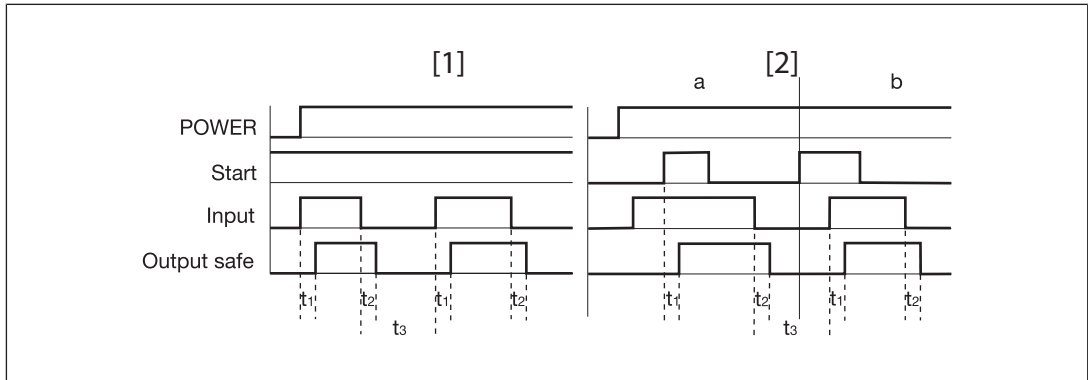 [1] [2]
a b
POWER
Start
Input
Output safe
t1 t2 t1 t2 t1 t2 t1 t2
t3 t3